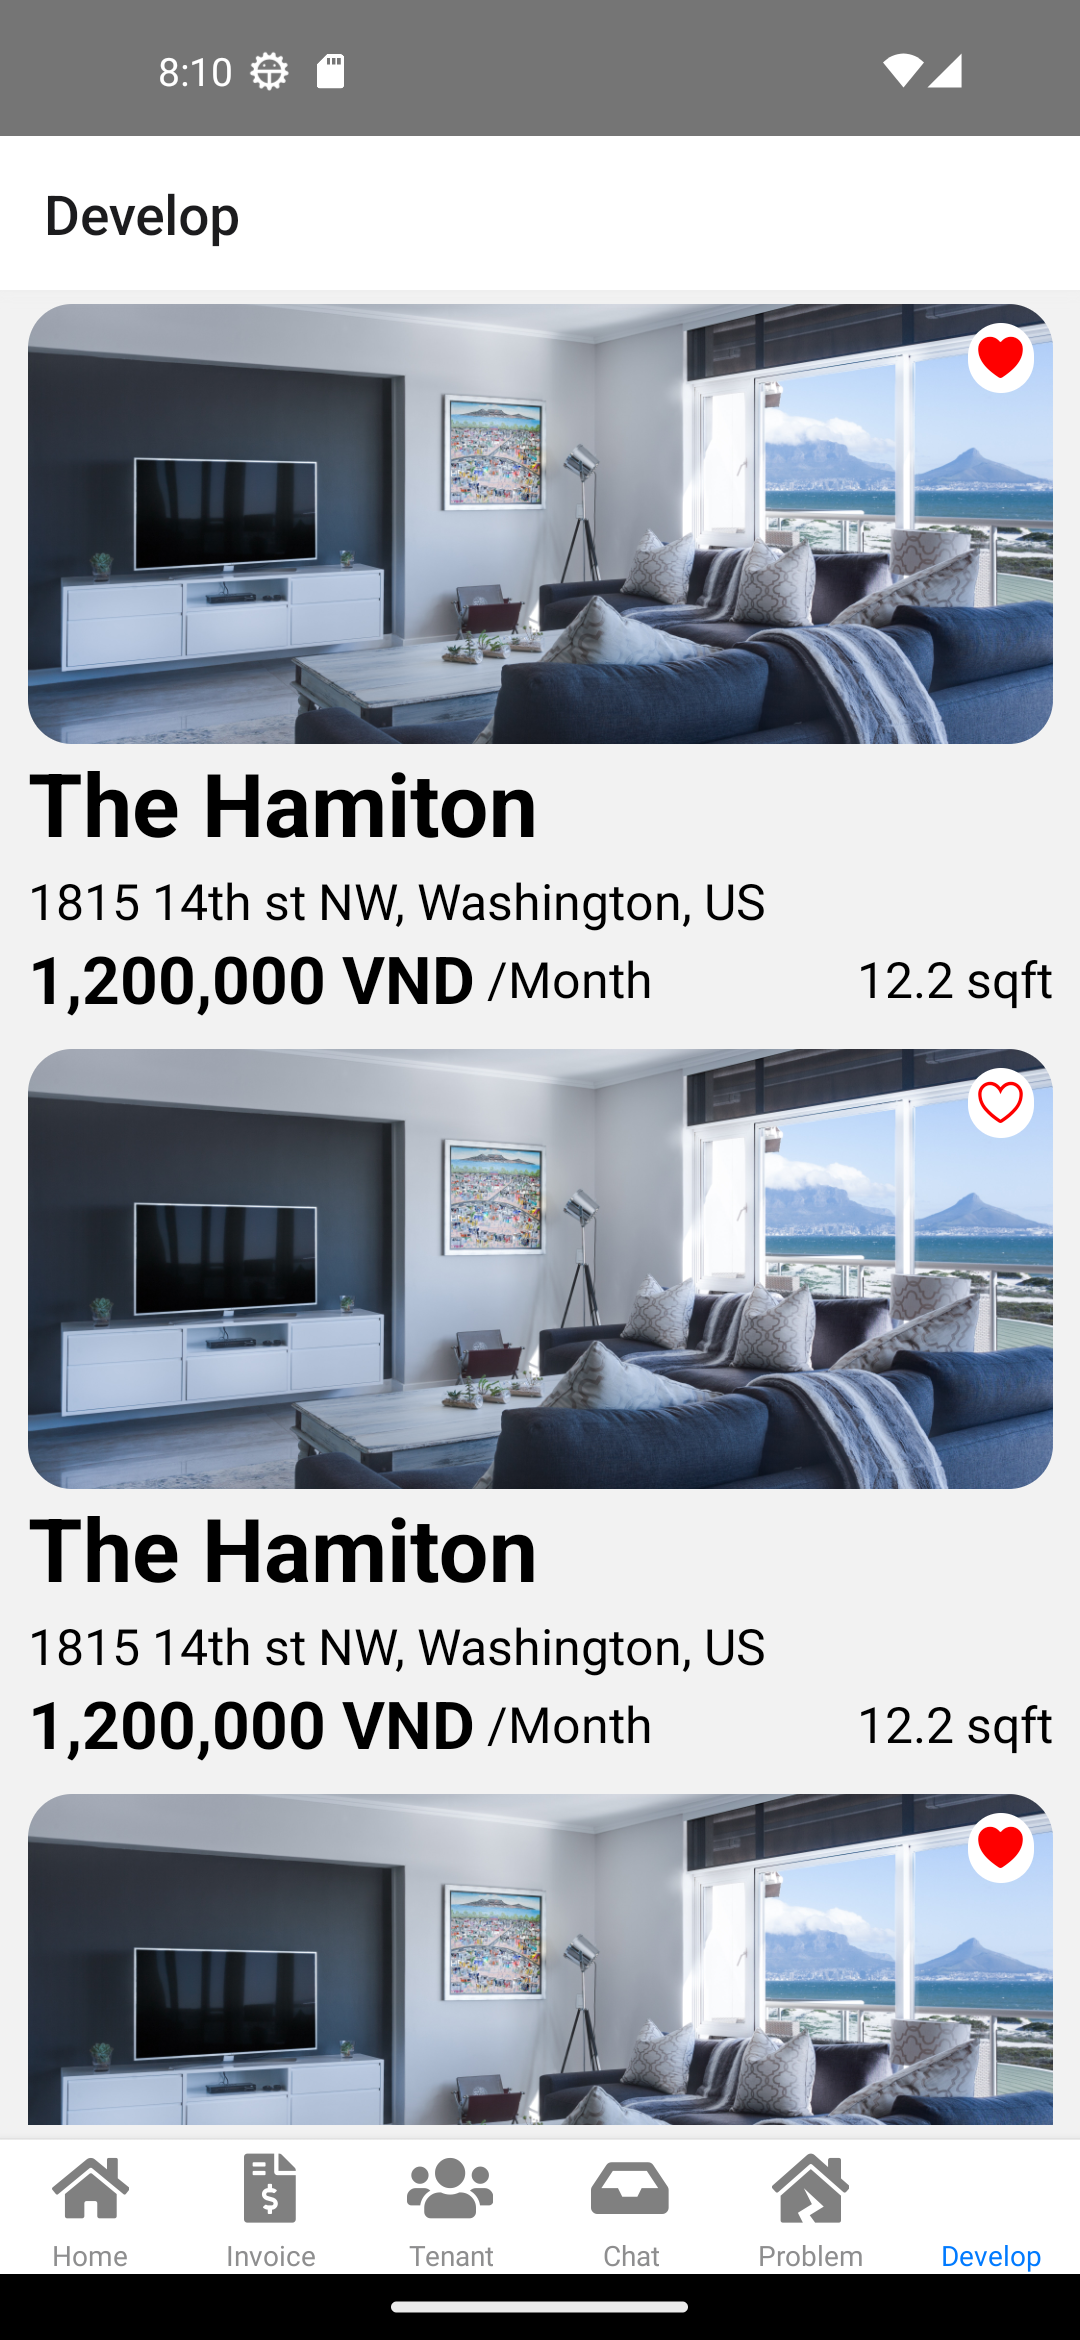 8:10
Develop
The Hamiton
1815 14th st NW, Washington, US
1,200,000 VND /Month 12.2 sqft
The Hamiton
1815 14th st NW, Washington, US
1,200,000 VND /Month 12.2 sqft
Home Invoice Tenant Chat Problem Develop